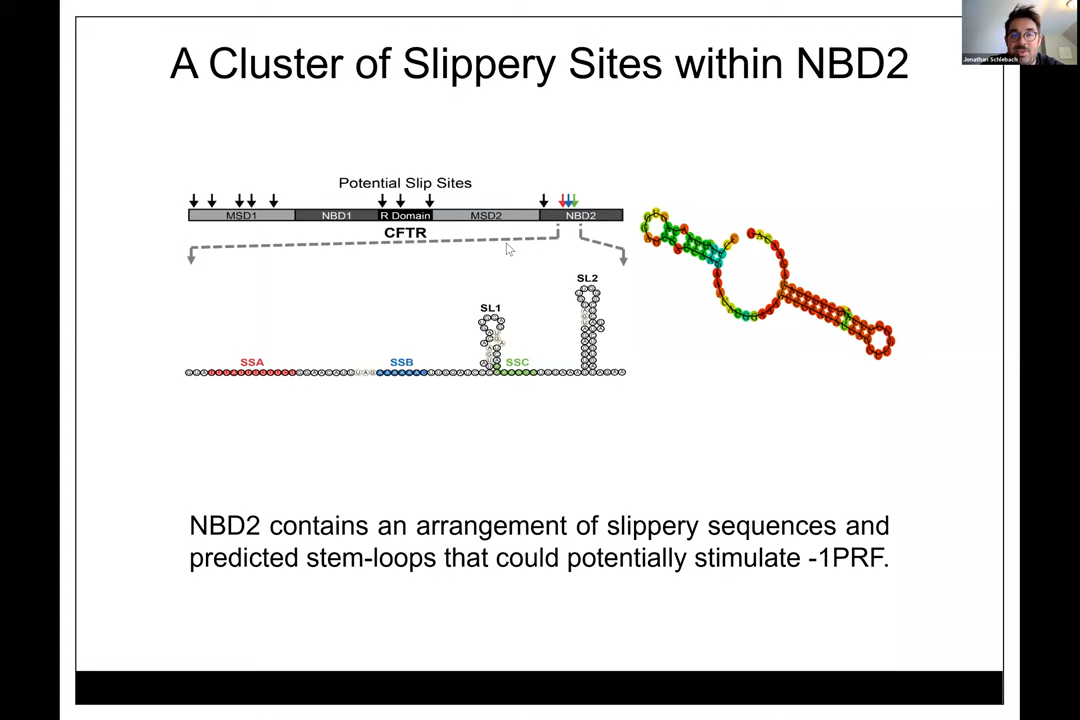 A Cluster of Slippery Sites within NBD2
Jonathan Schlebach
Potential Slip Sites
MSD1 NBD1 R Domain MSD2 NBD2
CFTR
SL2
SL1
SSA SSB SSC
NBD2 contains an arrangement of slippery sequences and
predicted stem-loops that could potentially stimulate -1PRF.